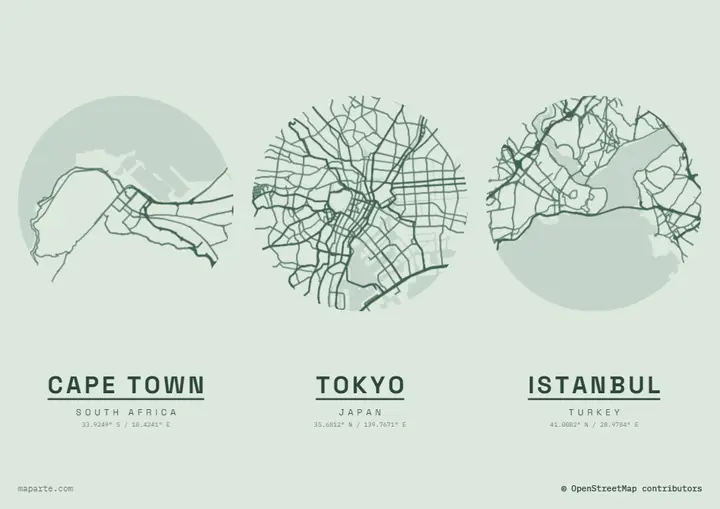 CAPE TOWN
SOUTH AFRICA
33.9249° S / 18.4241° E
TOKYO
JAPAN
35.6812° N / 139.7671° E
ISTANBUL
TURKEY
41.0082° N / 28.9784° E
maparte.com
© OpenStreetMap contributors